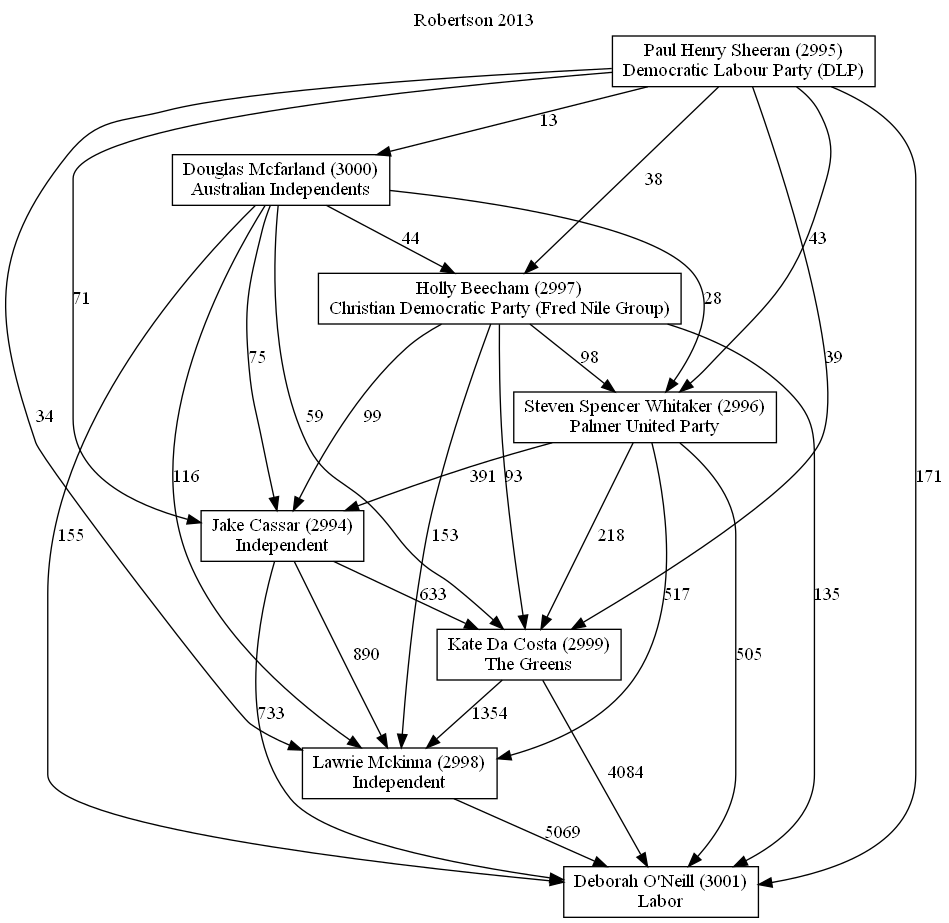 Robertson 2013
Paul Henry Sheeran (2995)
Democratic Labour Party (DLP)
13
Douglas Mcfarland (3000)
Australian Independents
38
44
43
Holly Beecham (2997)
Christian Democratic Party (Fred Nile Group)
71
28
75
98
39
Steven Spencer Whitaker (2996)
Palmer United Party
34
59
99
116
391
93
171
Jake Cassar (2994)
Independent
155
153
218
633
517
135
Kate Da Costa (2999)
The Greens
890
505
733
1354
Lawrie Mckinna (2998)
Independent
4084
5069
Deborah O'Neill (3001)
Labor